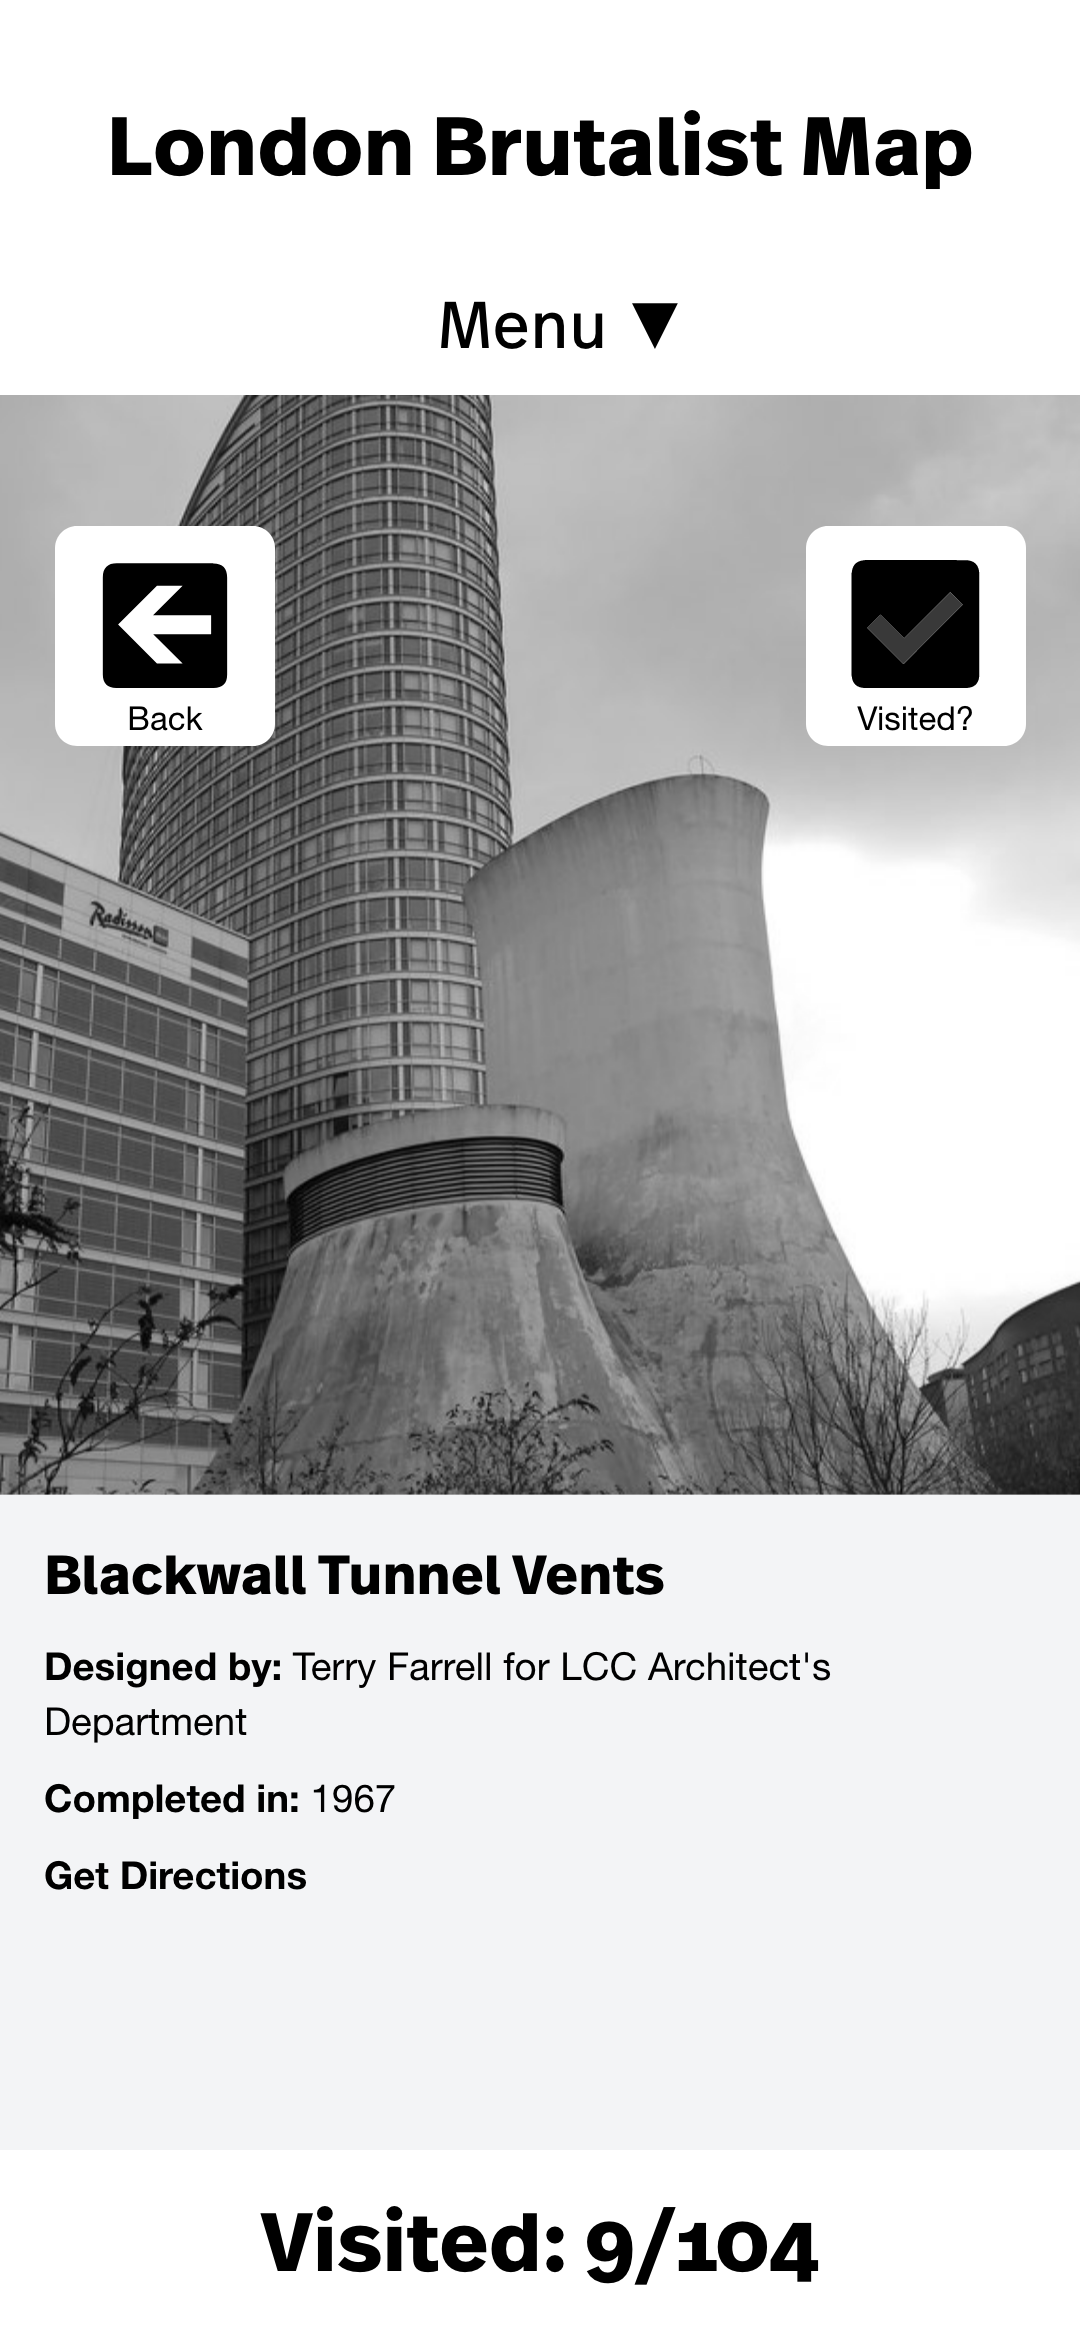 London Brutalist Map
Menu ▼
Back
Visited?
Radisson
Blackwall Tunnel Vents
Designed by: Terry Farrell for LCC Architect's
Department
Completed in: 1967
Get Directions
Visited: 9/104